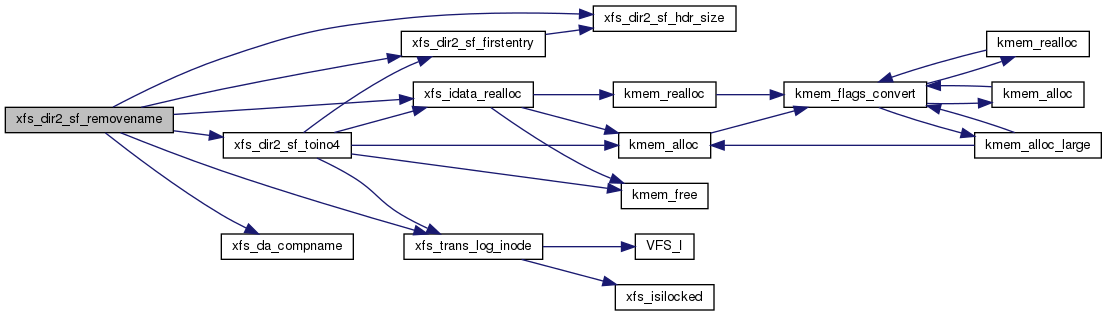 xfs_dir2_sf_hdr_size
xfs_dir2_sf_firstentry
kmem_realloc
xfs_idata_realloc
kmem_realloc
kmem_flags_convert
kmem_alloc
xfs_dir2_sf_removename
xfs_dir2_sf_toino4
kmem_alloc
kmem_alloc_large
kmem_free
xfs_da_compname
xfs_trans_log_inode
VFS_I
xfs_isilocked